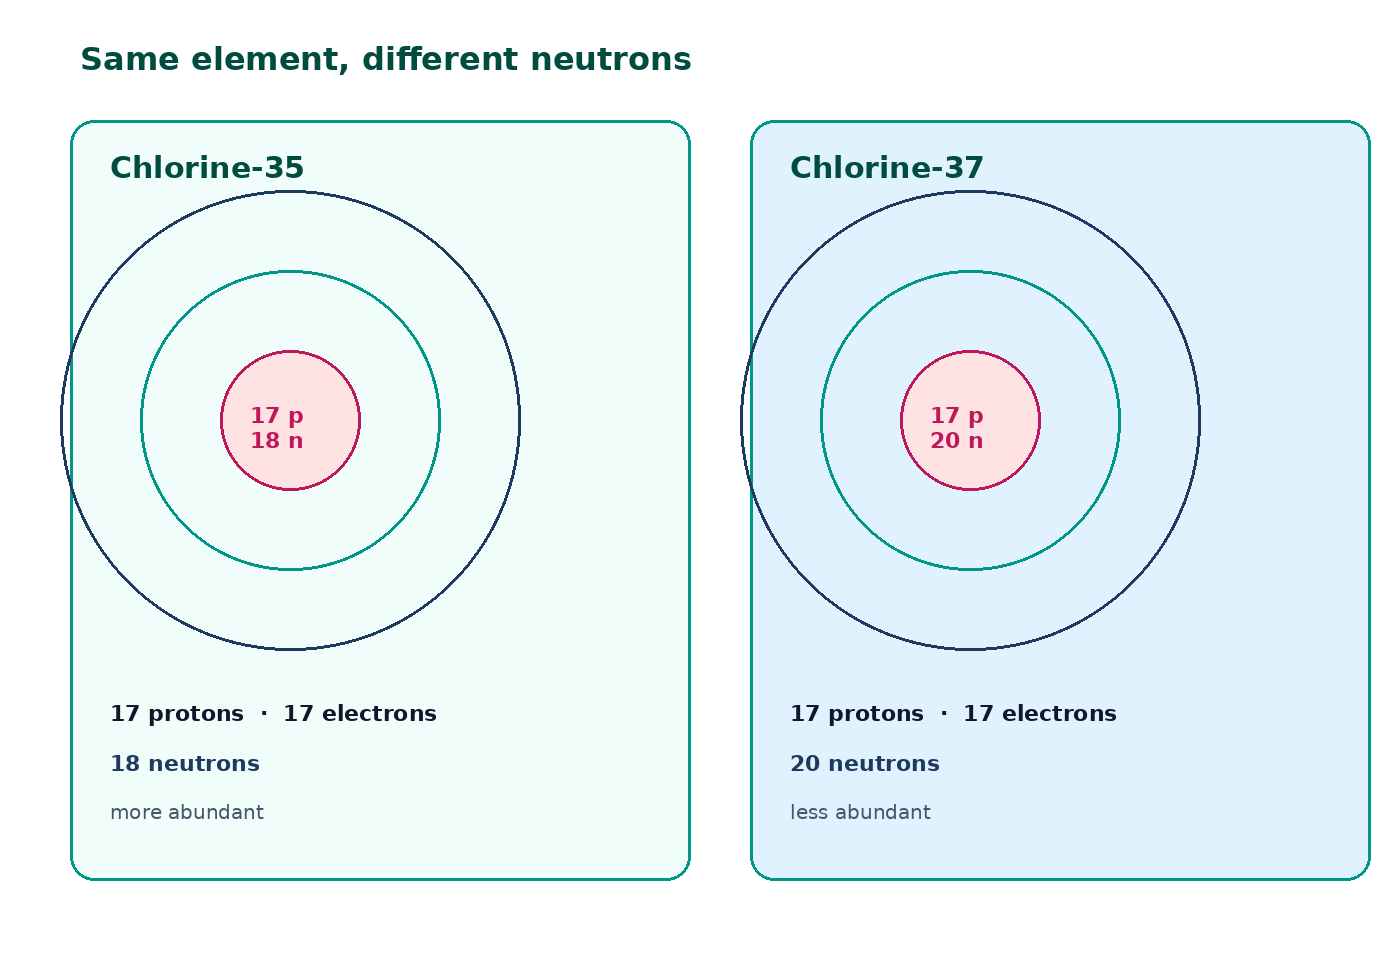 Same element, different neutrons
Chlorine-35
17 p
18 n
17 protons · 17 electrons
18 neutrons
more abundant
Chlorine-37
17 p
20 n
17 protons · 17 electrons
20 neutrons
less abundant